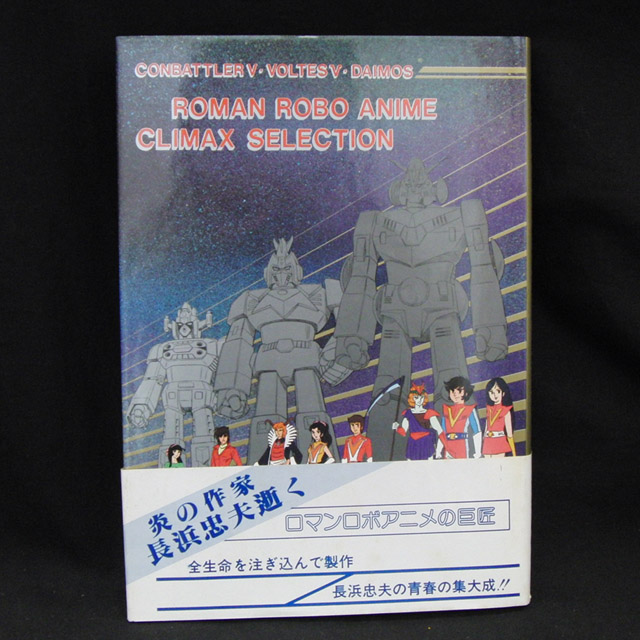 CONBATTLER V・VOLTES V・DAIMOS
ROMAN ROBO ANIME
CLIMAX SELECTION
炎の作家
長浜忠夫逝く
ロマンロボアニメの巨匠
全生命を注ぎ込んで製作
長浜忠夫の青春の集大成!!